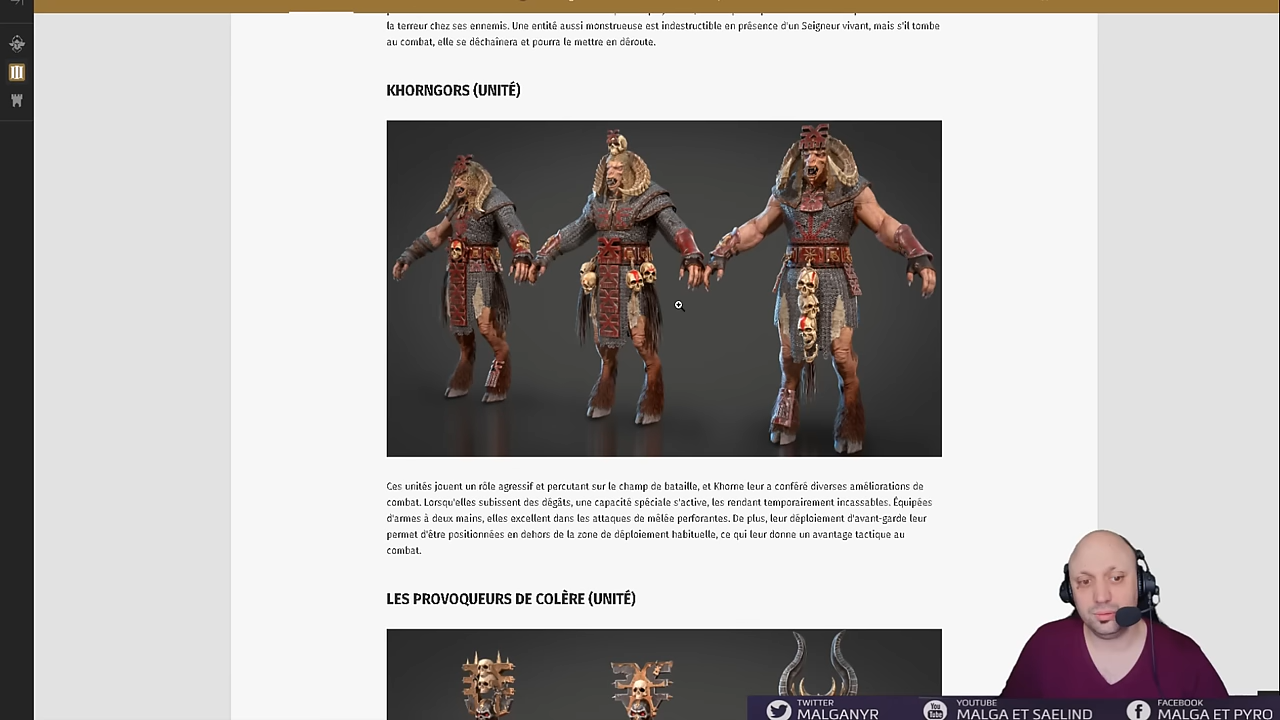 la terreur chez ses ennemis. Une entité aussi monstrueuse est indestructible en présence d'un Seigneur vivant, mais s'il tombe
au combat, elle se déchaînera et pourra le mettre en déroute.
KHORNGORS (UNITÉ)
Ces unités jouent un rôle agressif et percutant sur le champ de bataille, et Khorne leur a conféré diverses améliorations de
combat. Lorsqu'elles subissent des dégâts, une capacité spéciale s'active, les rendant temporairement incassables. Équipées
d'armes à deux mains, elles excellent dans les attaques de mêlée perforantes. De plus, leur déploiement d'avant-garde leur
permet d'être positionnées en dehors de la zone de déploiement habituelle, ce qui leur donne un avantage tactique au
combat.
LES PROVOQUEURS DE COLÈRE (UNITÉ)
TWITTER
MALGANYR
You Tube
YOUTUBE
MALGA ET SAELIND
FACEBOOK
MALGA ET PYRO